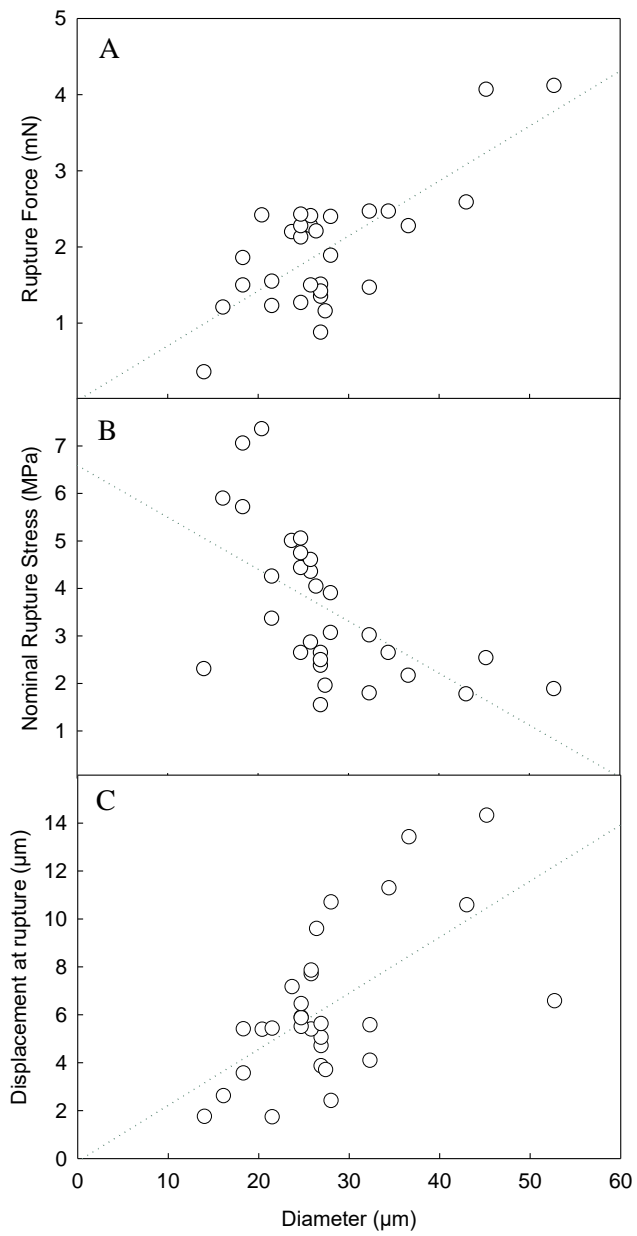 A
5
4
3
2
1
Rupture Force (mN)
B
7
6
5
4
3
2
1
Nominal Rupture Stress (MPa)
C
14
12
10
8
6
4
2
0
Displacement at rupture (µm)
0 10 20 30 40 50 60
Diameter (µm)